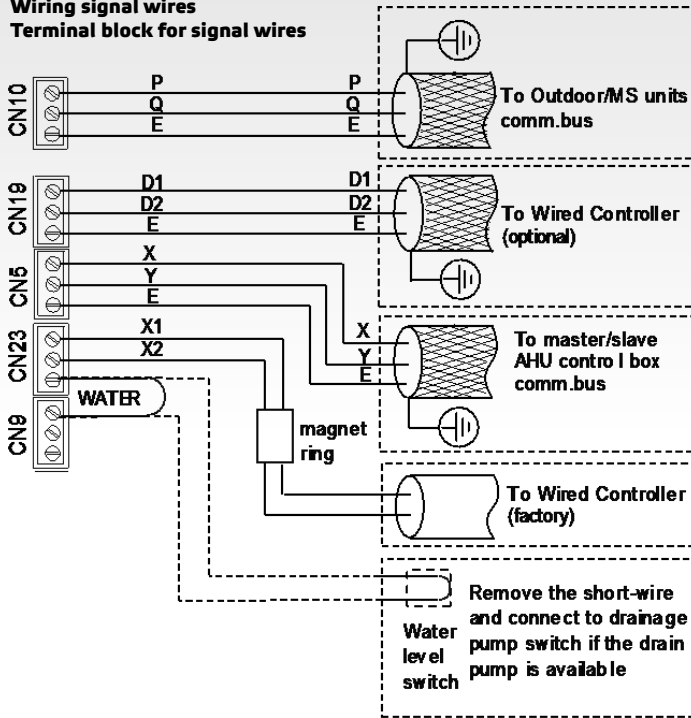 Wiring signal wires
Terminal block for signal wires
CN10
P
P
Q
Q
E
E
To Outdoor/MS units
comm.bus
CN19
D1
D1
D2
D2
E
E
To Wired Controller
(optional)
CN5
X
Y
E
X
Y
E
To master/slave
AHU contro l box
comm.bus
CN23
X1
X2
WATER
CN9
magnet
ring
To Wired Controller
(factory)
Water
level
switch
Remove the short-wire
and connect to drainage
pump switch if the drain
pump is available